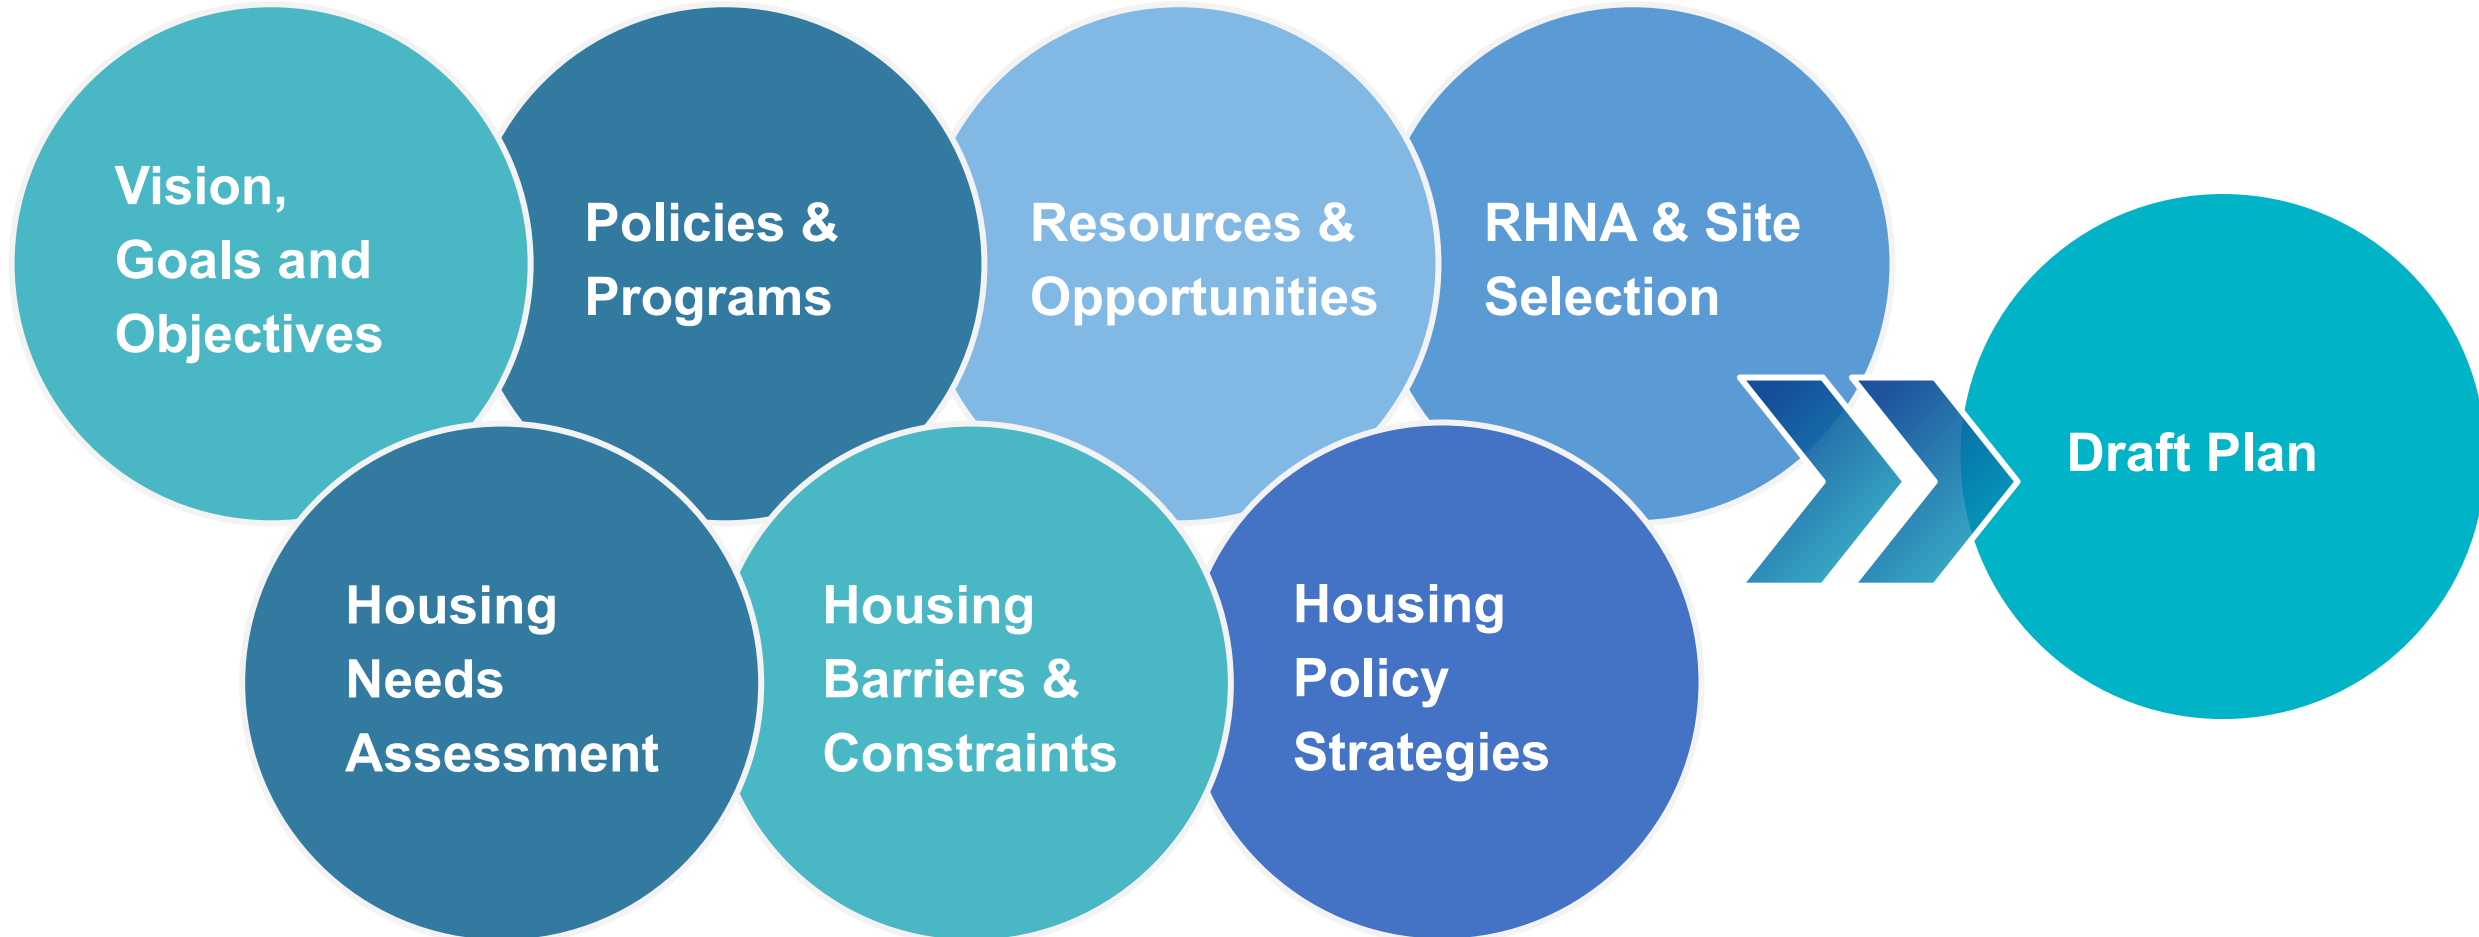 Vision,
Goals and
Objectives
Policies &
Programs
Resources &
Opportunities
RHNA & Site
Selection
Housing
Needs
Assessment
Housing
Barriers &
Constraints
Housing
Policy
Strategies
Draft Plan